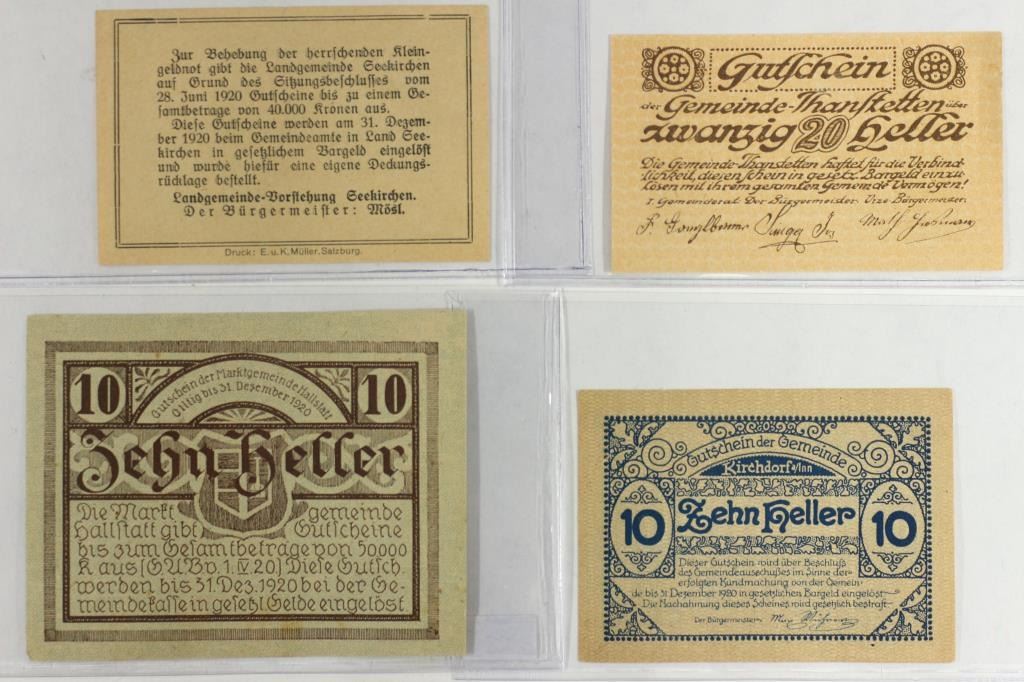 Zur Behebung der herrschenden Klein-
geldnot gibt die Landgemeinde Seekirchen
auf Grund des Sitzungsbeschlusses vom
28. Juni 1920 Gutscheine bis zu einem Ge-
samtbetrage von 40.000 Kronen aus.
Diese Gutscheine werden am 31. Dezem-
ber 1920 beim Gemeindeamte in Land See-
kirchen in gesetzlichem Bargeld eingelöst
und wurde hiefür eine eigene Deckungs-
rücklage bestellt.
Landgemeinde-Vorstehung Seekirchen.
Der Bürgermeister: Mösl.
Druck: E. u. K. Müller, Salzburg.
Gutschein
der Gemeinde-Thanstetten über
zwanzig 20 Heller
Die Gemeinde-Thanstetten haftet für die Verbind-
lichkeit, diesen Schein in gesetz. Bargeld einzu-
lösen mit ihrem gesamten Gemeinde Vermögen!
I. Gemeinderat Der Bürgermeister Vize-Bürgermeister
10 10
Gutschein der Marktgemeinde Hallstatt
Giltig bis 31. Dezember 1920
Zehn Heller
Die Markt gemeinde
Hallstatt gibt Gutscheine
bis zum Gesamtbetrage von 50000
K aus (G.U.Bv. 1. IV. 20) Diese Gutsch.
werden bis 31. Dez. 1920 bei der Ge-
meindekasse in gesetzl Gelde eingelöst.
Gutschein der Gemeinde
Kirchdorf a/Inn
10 Zehn Heller 10
Dieser Gutschein wird über Beschluß
des Gemeindeausschußes im Sinne der
erfolgten Kundmachung von der Gemein-
de bis 31 Dezember 1920 in gesetzlichen Bargeld eingelöst
Die Nachahmung dieses Scheines wird gesetzlich bestraft
Der Bürgermeister: